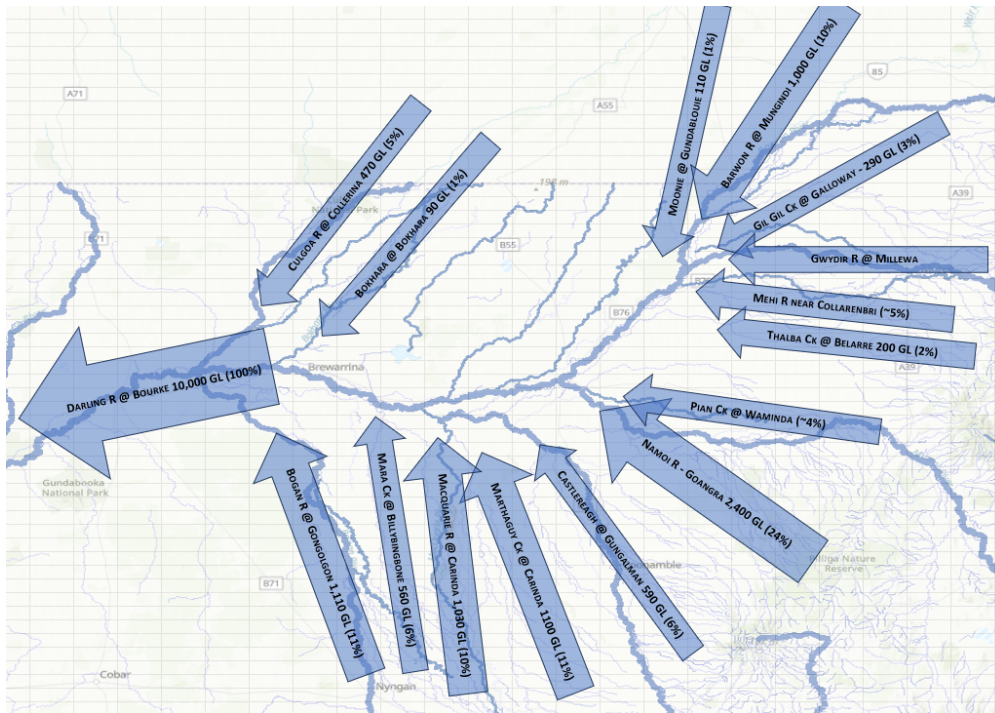 A71
A55
85
MOONIE @ GUNDABLOUIE 110 GL (1%)
BARWON R @ MUNGINDI 1,000 GL (10%)
CULGOA R @ COLLERINA 470 GL (5%)
BOKHARA @ BOKHARA 90 GL (1%)
GIL GIL CK @ GALLOWAY - 290 GL (3%)
198 m
Park
A39
B71
B55
GWYDIR R @ MILLEWA
B76
MEHI R NEAR COLLARENBRI (~5%)
THALBA CK @ BELARRE 200 GL (2%)
Brewarrina
A39
DARLING R @ BOURKE 10,000 GL (100%)
PIAN CK @ WAMINDA (~4%)
NAMOI R - GOANGRA 2,400 GL (24%)
Gundabooka
National Park
BOGAN R @ GONGOLGON 1,110 GL (11%)
MARA CK @ BILLYBINGBONE 560 GL (6%)
MACQUARIE R @ CARINDA 1,030 GL (10%)
MARTHAGUY CK @ CARINDA 1100 GL (11%)
CASTLEREAGH @ GUNGALMAN 590 GL (6%)
Nature
Reserve
B71
Cobar
Nyngan